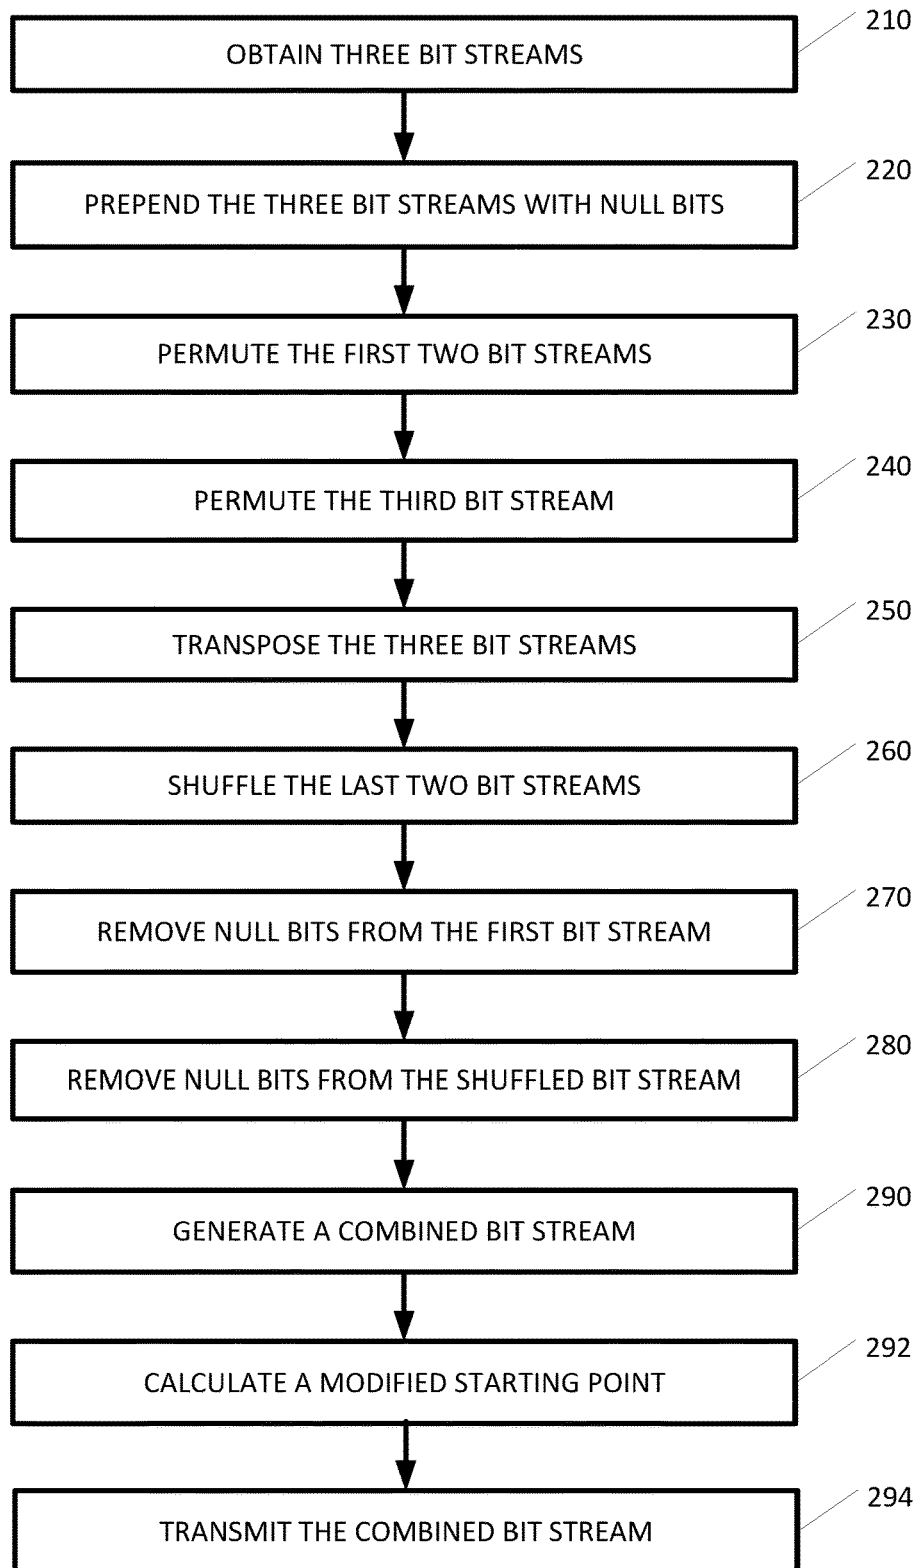 210
OBTAIN THREE BIT STREAMS
220
PREPEND THE THREE BIT STREAMS WITH NULL BITS
230
PERMUTE THE FIRST TWO BIT STREAMS
240
PERMUTE THE THIRD BIT STREAM
250
TRANSPOSE THE THREE BIT STREAMS
260
SHUFFLE THE LAST TWO BIT STREAMS
270
REMOVE NULL BITS FROM THE FIRST BIT STREAM
280
REMOVE NULL BITS FROM THE SHUFFLED BIT STREAM
290
GENERATE A COMBINED BIT STREAM
292
CALCULATE A MODIFIED STARTING POINT
294
TRANSMIT THE COMBINED BIT STREAM